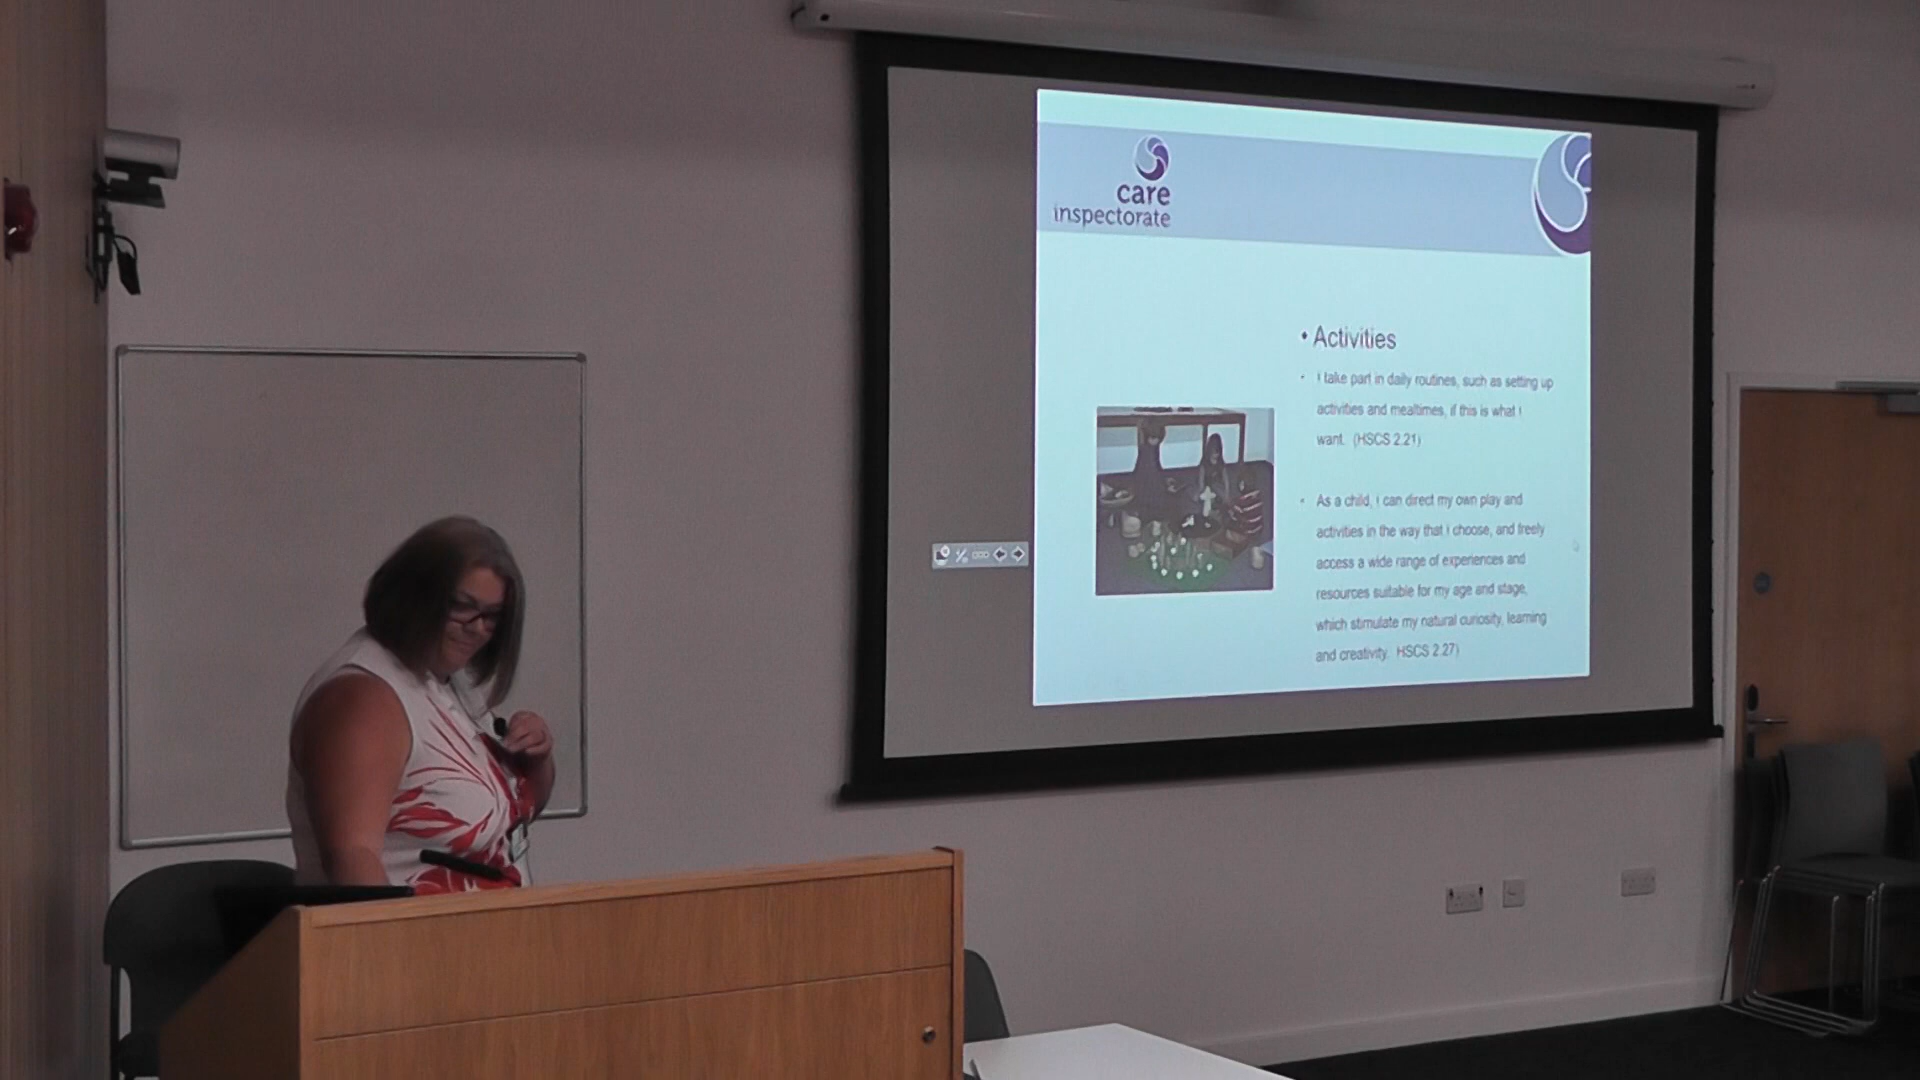 care
inspectorate
• Activities
- I take part in daily routines, such as setting up
activities and mealtimes, if this is what I
want. (HSCS 2.21)
- As a child, I can direct my own play and
activities in the way that I choose, and freely
access a wide range of experiences and
resources suitable for my age and stage,
which stimulate my natural curiosity, learning
and creativity. HSCS 2.27)